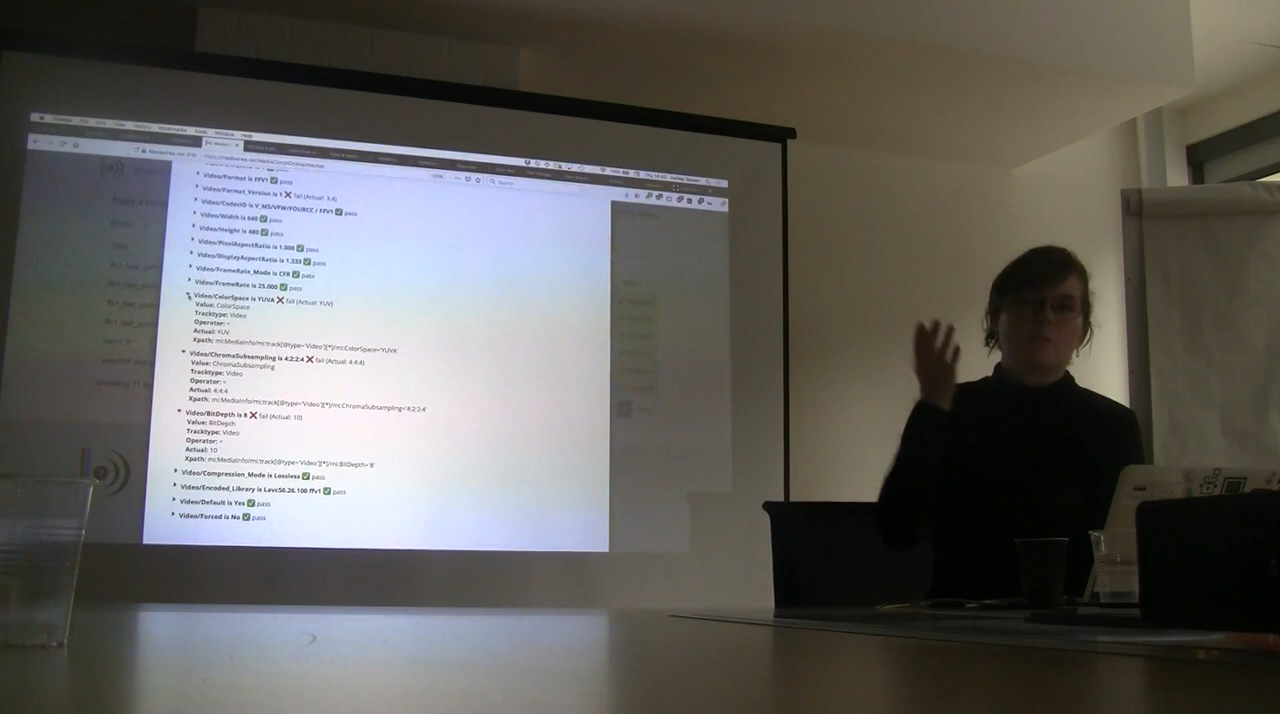 Window Help
https://mediaarea.net/MediaConchOnline/checker
Search
Video/Format is FFV1 ✅ pass
Video/Format_Version is 1 ❌ fail (Actual: 3.4)
Video/CodecID is V_MS/VFW/FOURCC / FFV1 ✅ pass
Video/Width is 640 ✅ pass
Video/Height is 480 ✅ pass
Video/PixelAspectRatio is 1.000 ✅ pass
Video/DisplayAspectRatio is 1.333 ✅ pass
Video/FrameRate_Mode is CFR ✅ pass
Video/FrameRate is 25.000 ✅ pass
Video/ColorSpace is YUVA ❌ fail (Actual: YUV)
Value: ColorSpace
Tracktype: Video
Operator: =
Actual: YUV
Xpath: mi:MediaInfo/mi:track[@type='Video'][*]/mi:ColorSpace='YUVA'
Video/ChromaSubsampling is 4:2:2:4 ❌ fail (Actual: 4:4:4)
Value: ChromaSubsampling
Tracktype: Video
Operator: =
Actual: 4:4:4
Xpath: mi:MediaInfo/mi:track[@type='Video'][*]/mi:ChromaSubsampling='4:2:2:4'
Video/BitDepth is 8 ❌ fail (Actual: 10)
Value: BitDepth
Tracktype: Video
Operator: =
Actual: 10
Xpath: mi:MediaInfo/mi:track[@type='Video'][*]/mi:BitDepth='8'
Video/Compression_Mode is Lossless ✅ pass
Video/Encoded_Library is Lavc56.26.100 ffv1 ✅ pass
Video/Default is Yes ✅ pass
Video/Forced is No ✅ pass